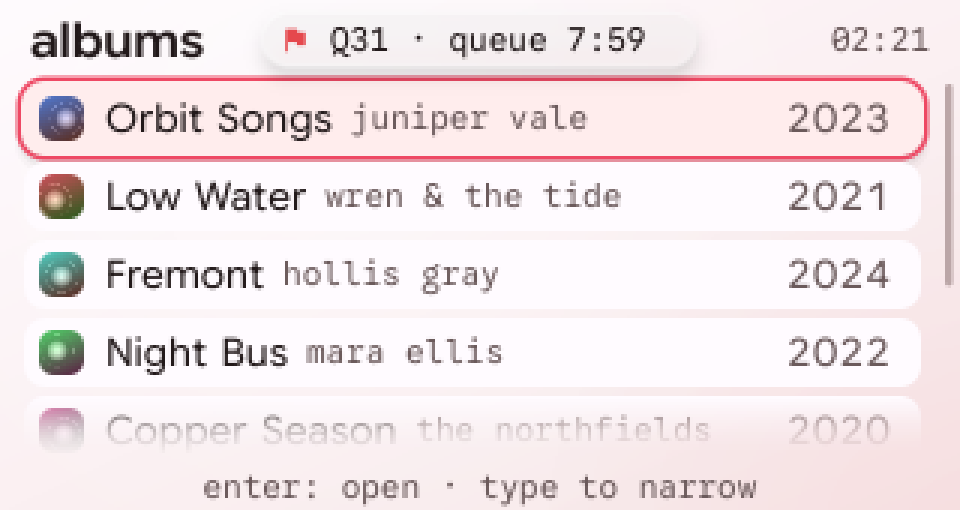 albums Q31 · queue 7:59 02:21
Orbit Songs juniper vale 2023
Low Water wren & the tide 2021
Fremont hollis gray 2024
Night Bus mara ellis 2022
Copper Season the northfields 2020
enter: open · type to narrow